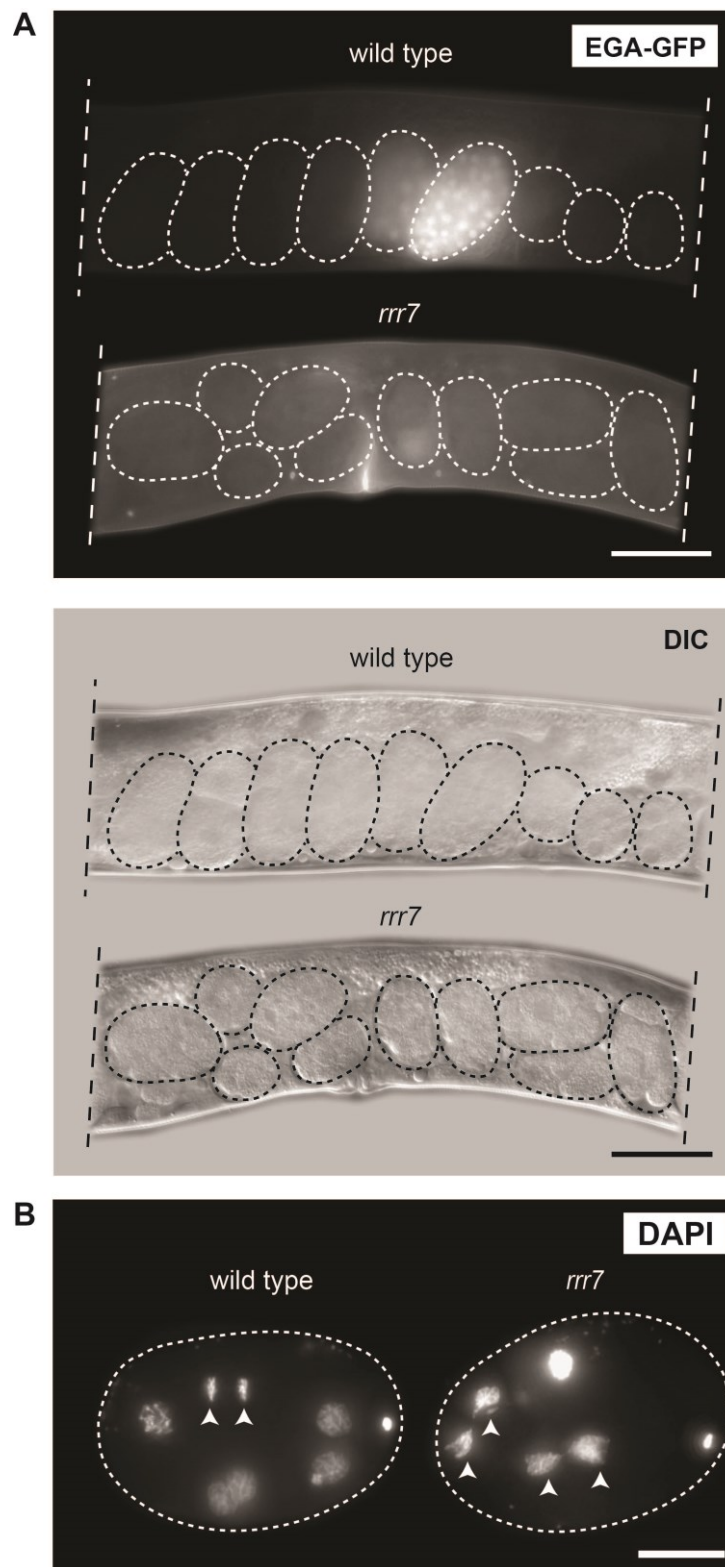 A
wild type
EGA-GFP
rrr7
DIC
wild type
rrr7
B
DAPI
wild type
rrr7